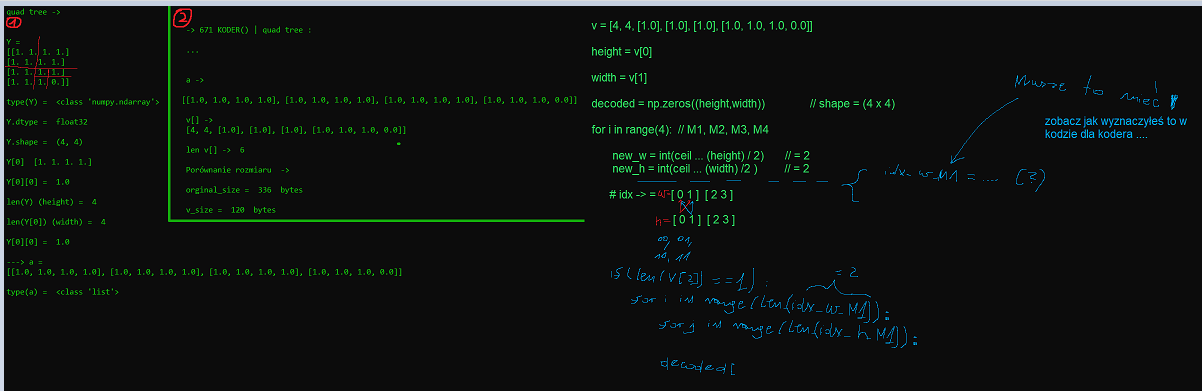 quad tree ->
1
Y =
[[1. 1. 1. 1.]
[1. 1. 1. 1.]
[1. 1. 1. 1.]
[1. 1. 1. 0.]]
type(Y) =  <class 'numpy.ndarray'>
Y.dtype =  float32
Y.shape =  (4, 4)
Y[0]  [1. 1. 1. 1.]
Y[0][0] =  1.0
len(Y) (height) =  4
len(Y[0]) (width) =  4
Y[0][0] =  1.0
---> a =
[[1.0, 1.0, 1.0, 1.0], [1.0, 1.0, 1.0, 1.0], [1.0, 1.0, 1.0, 1.0], [1.0, 1.0, 1.0, 0.0]]
type(a) =  <class 'list'>
2
-> 671 KODER() | quad tree :
...
a ->
[[1.0, 1.0, 1.0, 1.0], [1.0, 1.0, 1.0, 1.0], [1.0, 1.0, 1.0, 1.0], [1.0, 1.0, 1.0, 0.0]]
v[] ->
[4, 4, [1.0], [1.0], [1.0], [1.0, 1.0, 1.0, 0.0]]
len v[] ->  6
Porównanie rozmiaru  ->
orginal_size =  336  bytes
v_size =  120  bytes
v = [4, 4, [1.0], [1.0], [1.0], [1.0, 1.0, 1.0, 0.0]]
height = v[0]
width = v[1]
decoded = np.zeros((height,width))  // shape = (4 x 4)
for i in range(4):  // M1, M2, M3, M4
new_w = int(ceil ... (height) / 2)  // = 2
new_h = int(ceil ... (width) /2 )  // = 2
# idx -> = w= [ 0 1 ]  [ 2 3 ]
h = [ 0 1 ]  [ 2 3 ]
00, 01,
10, 11
if(len(V[2]) == 1):
= 2
for i in range(len(idx_w_M1)):
for j in range(len(idx_h_M1)):
decoded[
Muszę to mieć!
zobacz jak wyznaczyłeś to w
kodzie dla kodera ....
idx_w_M1 = .... (?)